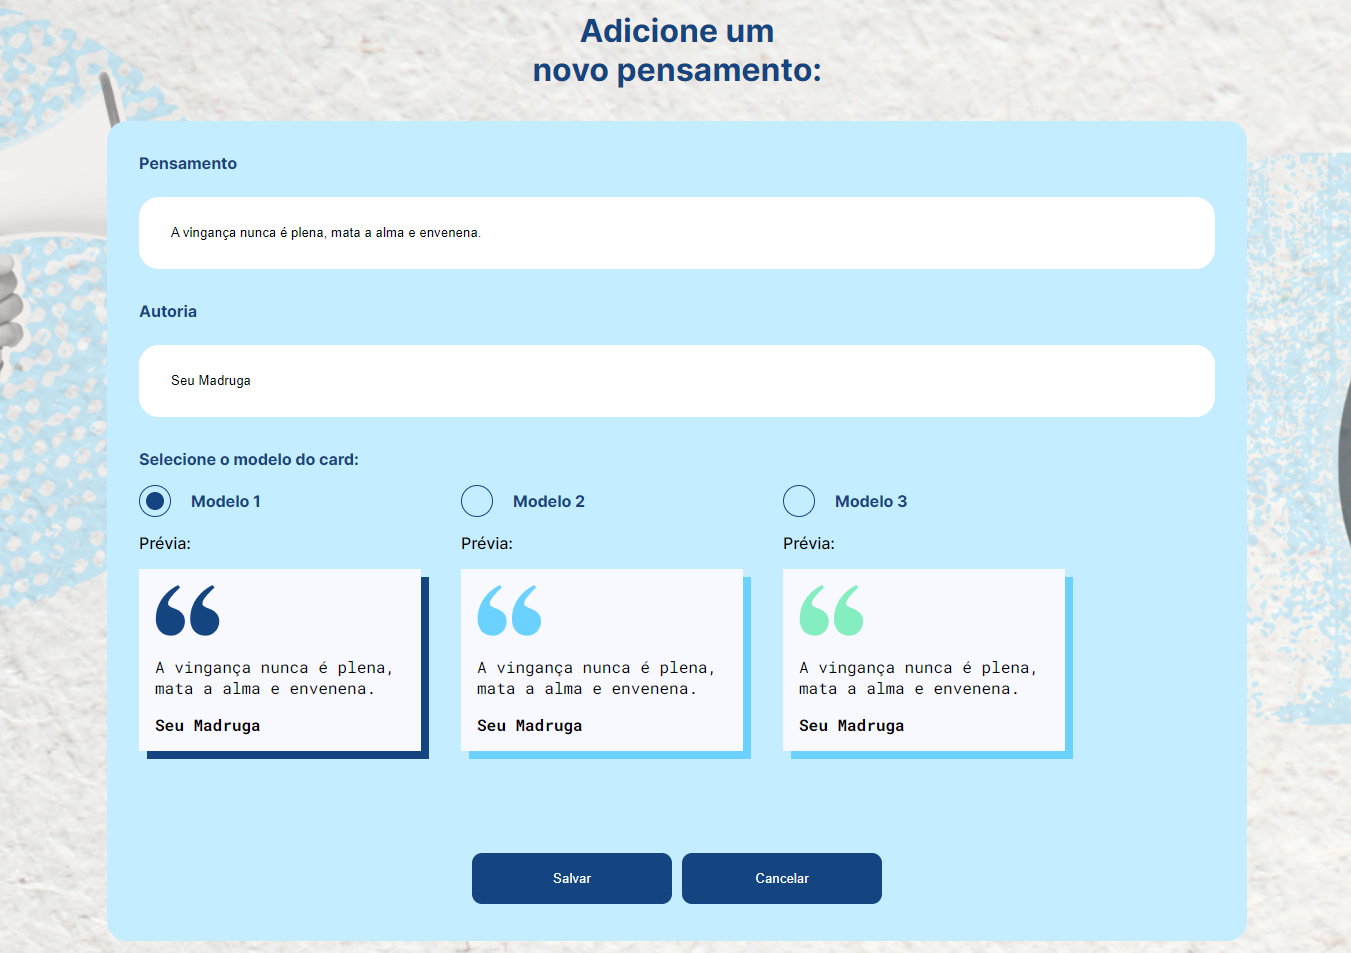 Adicione um
novo pensamento:
Pensamento
A vingança nunca é plena, mata a alma e envenena.
Autoria
Seu Madruga
Selecione o modelo do card:
Modelo 1
Modelo 2
Modelo 3
Prévia:
Prévia:
Prévia:
“
A vingança nunca é plena,
mata a alma e envenena.
Seu Madruga
“
A vingança nunca é plena,
mata a alma e envenena.
Seu Madruga
“
A vingança nunca é plena,
mata a alma e envenena.
Seu Madruga
Salvar
Cancelar